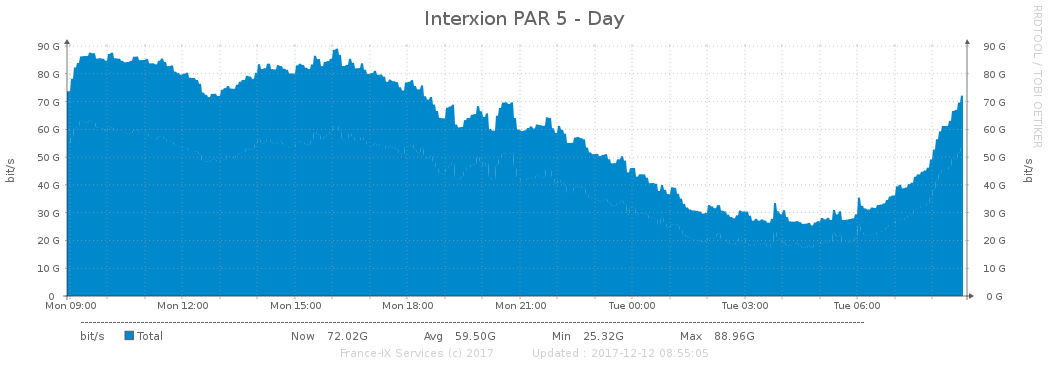 Interxion PAR 5 - Day
RRDTOOL / TOBI OETIKER
bit/s
90 G 90 G
80 G 80 G
70 G 70 G
60 G 60 G
50 G 50 G
40 G 40 G
30 G 30 G
20 G 20 G
10 G 10 G
0 0 G
bit/s
Mon 09:00 Mon 12:00 Mon 15:00 Mon 18:00 Mon 21:00 Tue 00:00 Tue 03:00 Tue 06:00
bit/s Total Now 72.02G Avg 59.50G Min 25.32G Max 88.96G
France-IX Services (c) 2017 Updated : 2017-12-12 08:55:05